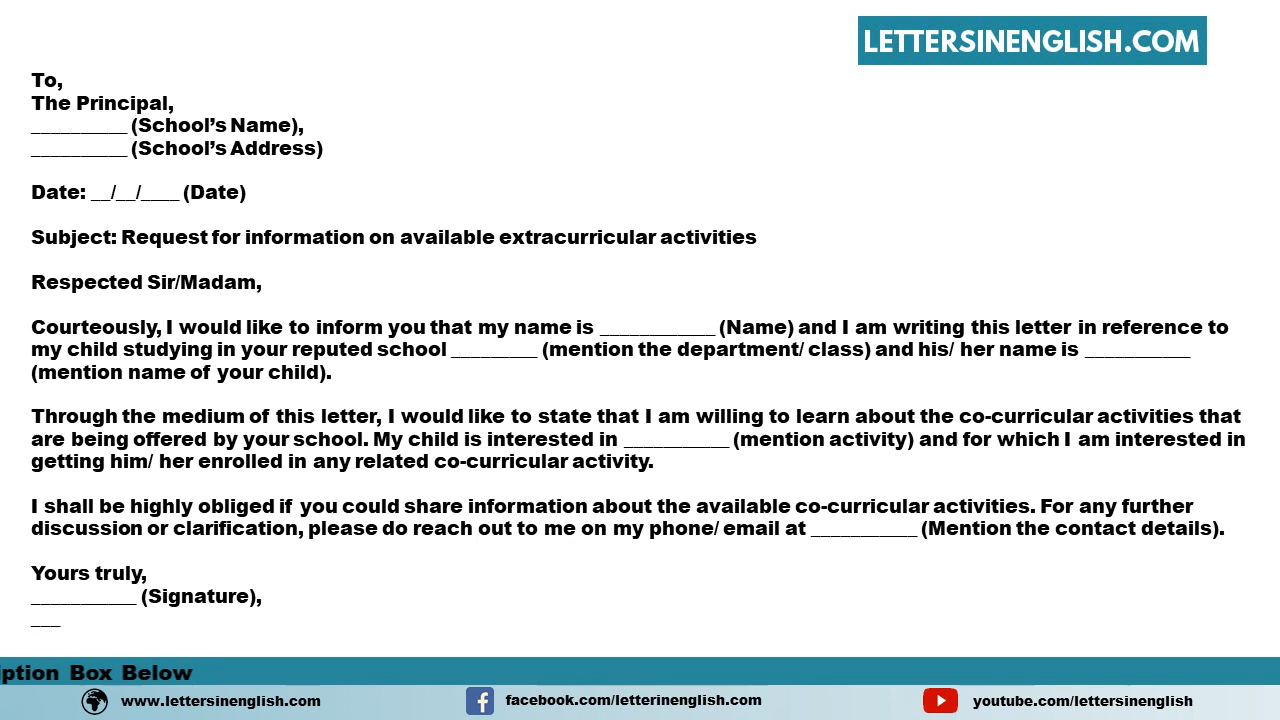 LETTERSINENGLISH.COM
To,
The Principal,
__________ (School’s Name),
__________ (School’s Address)
Date: __/__/____ (Date)
Subject: Request for information on available extracurricular activities
Respected Sir/Madam,
Courteously, I would like to inform you that my name is ____________ (Name) and I am writing this letter in reference to
my child studying in your reputed school _________ (mention the department/ class) and his/ her name is ___________
(mention name of your child).
Through the medium of this letter, I would like to state that I am willing to learn about the co-curricular activities that
are being offered by your school. My child is interested in ___________ (mention activity) and for which I am interested in
getting him/ her enrolled in any related co-curricular activity.
I shall be highly obliged if you could share information about the available co-curricular activities. For any further
discussion or clarification, please do reach out to me on my phone/ email at ___________ (Mention the contact details).
Yours truly,
___________ (Signature),
___
Box Below
www.lettersinenglish.com
facebook.com/letterinenglish.com
youtube.com/lettersinenglish